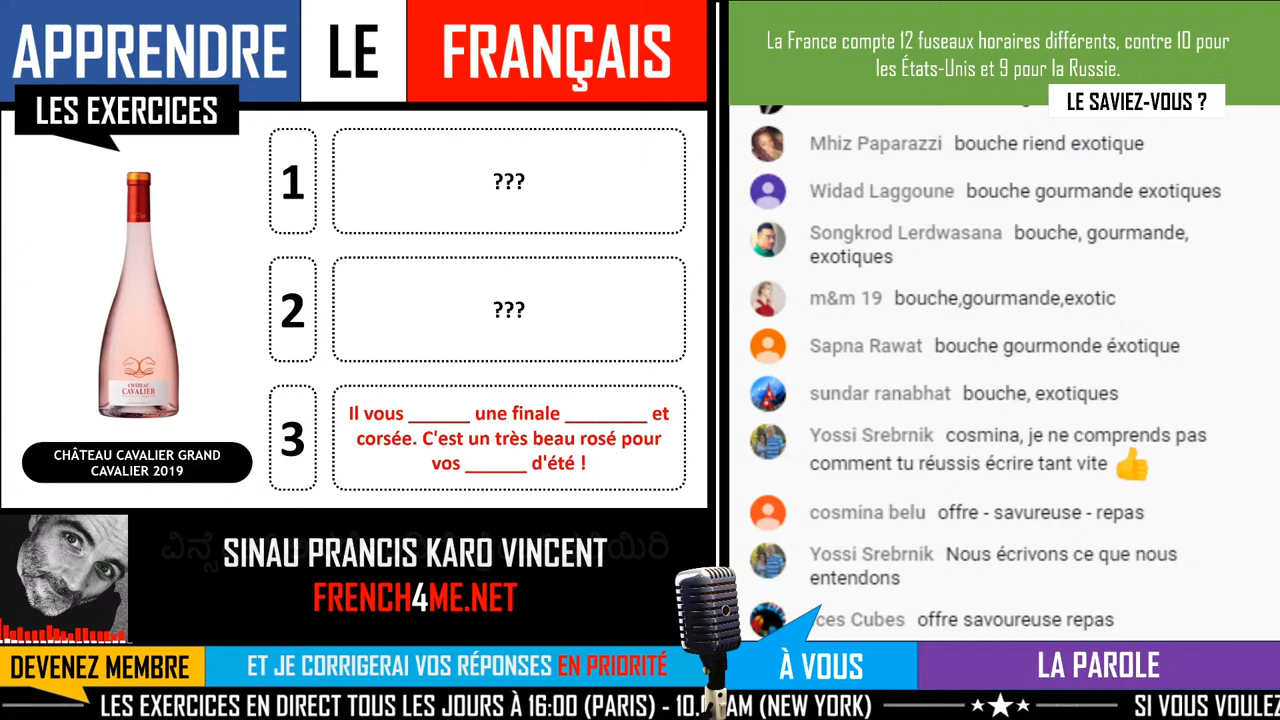 APPRENDRE LE FRANÇAIS
LES EXERCICES
CHÂTEAU
CAVALIER
CHÂTEAU CAVALIER GRAND
CAVALIER 2019
1
???
2
???
3
Il vous ______ une finale ________ et
corsée. C'est un très beau rosé pour
vos ______ d'été !
SINAU PRANCIS KARO VINCENT
FRENCH4ME.NET
La France compte 12 fuseaux horaires différents, contre 10 pour
les États-Unis et 9 pour la Russie.
LE SAVIEZ-VOUS ?
Mhiz Paparazzi bouche riend exotique
Widad Laggoune bouche gourmande exotiques
Songkrod Lerdwasana bouche, gourmande,
exotiques
m&m 19 bouche,gourmande,exotic
Sapna Rawat bouche gourmonde éxotique
sundar ranabhat bouche, exotiques
Yossi Srebrnik cosmina, je ne comprends pas
comment tu réussis écrire tant vite 👍
cosmina belu offre - savureuse - repas
Yossi Srebrnik Nous écrivons ce que nous
entendons
Cubes offre savoureuse repas
DEVENEZ MEMBRE
ET JE CORRIGERAI VOS RÉPONSES EN PRIORITÉ
À VOUS
LA PAROLE
LES EXERCICES EN DIRECT TOUS LES JOURS À 16:00 (PARIS) - 10. AM (NEW YORK)
SI VOUS VOULEZ